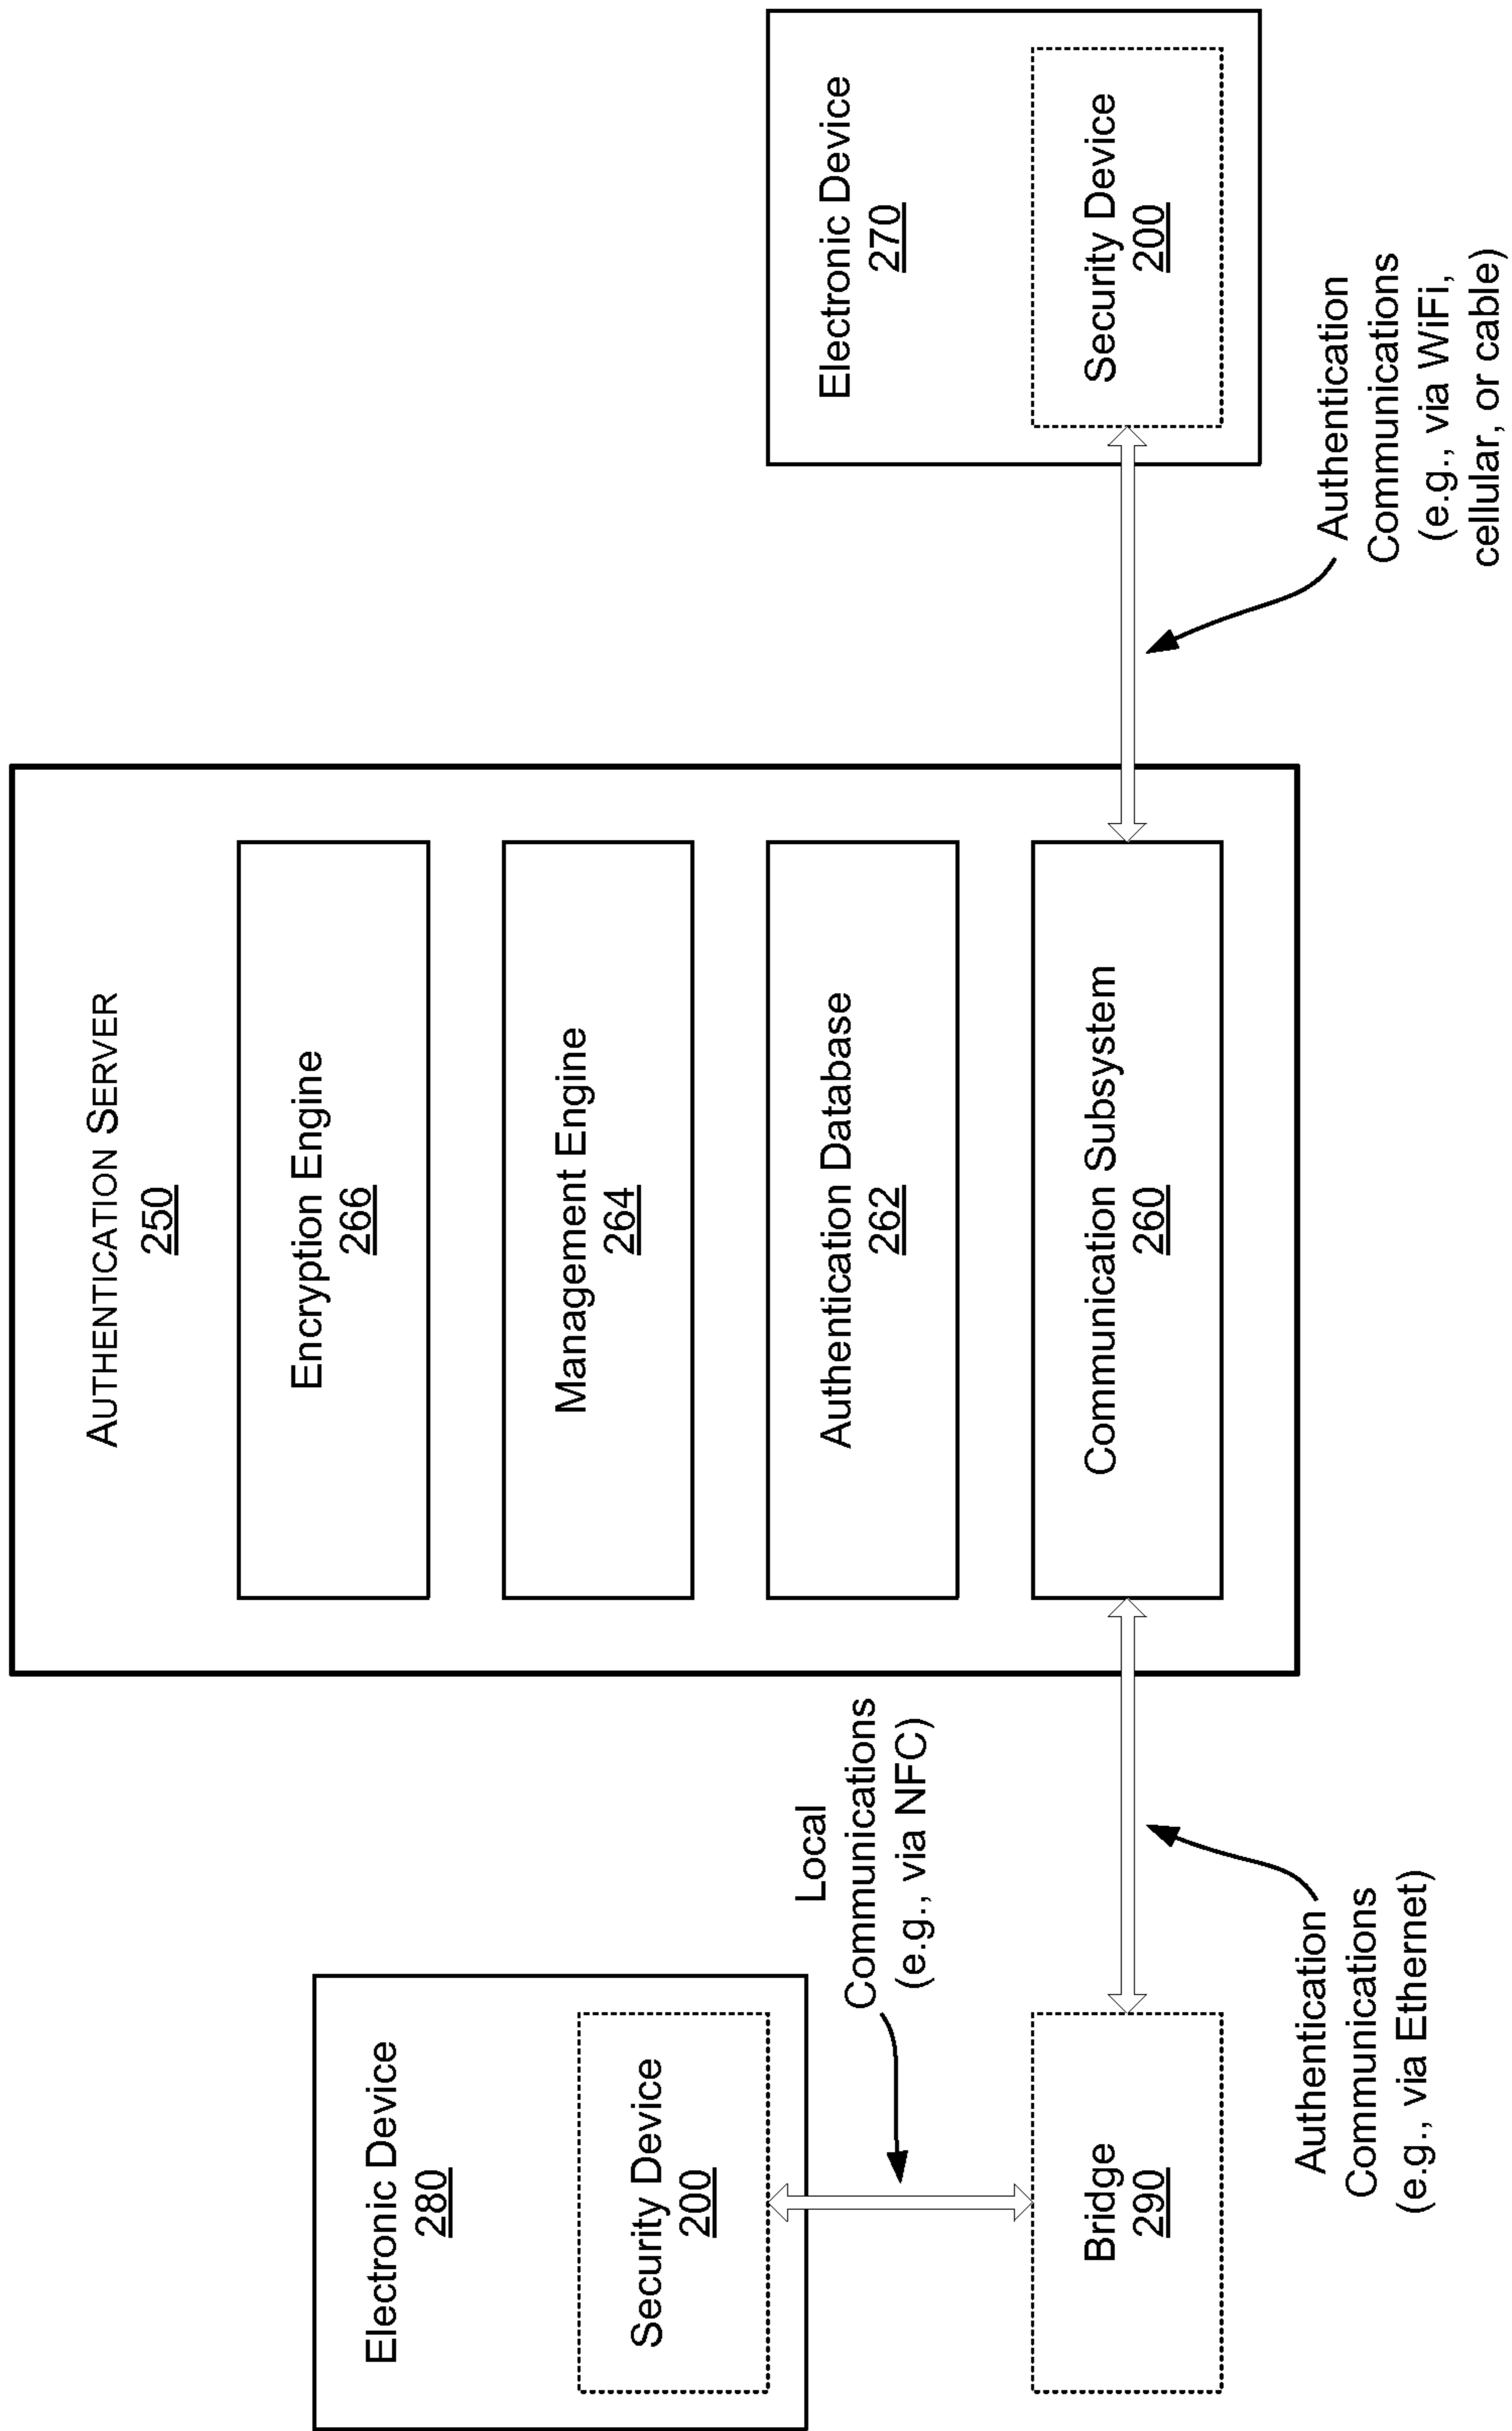 AUTHENTICATION SERVER
250
Encryption Engine
266
Management Engine
264
Authentication Database
262
Communication Subsystem
260
Electronic Device
280
Security Device
200
Local
Communications
(e.g., via NFC)
Bridge
290
Authentication
Communications
(e.g., via Ethernet)
Electronic Device
270
Security Device
200
Authentication
Communications
(e.g., via WiFi,
cellular, or cable)